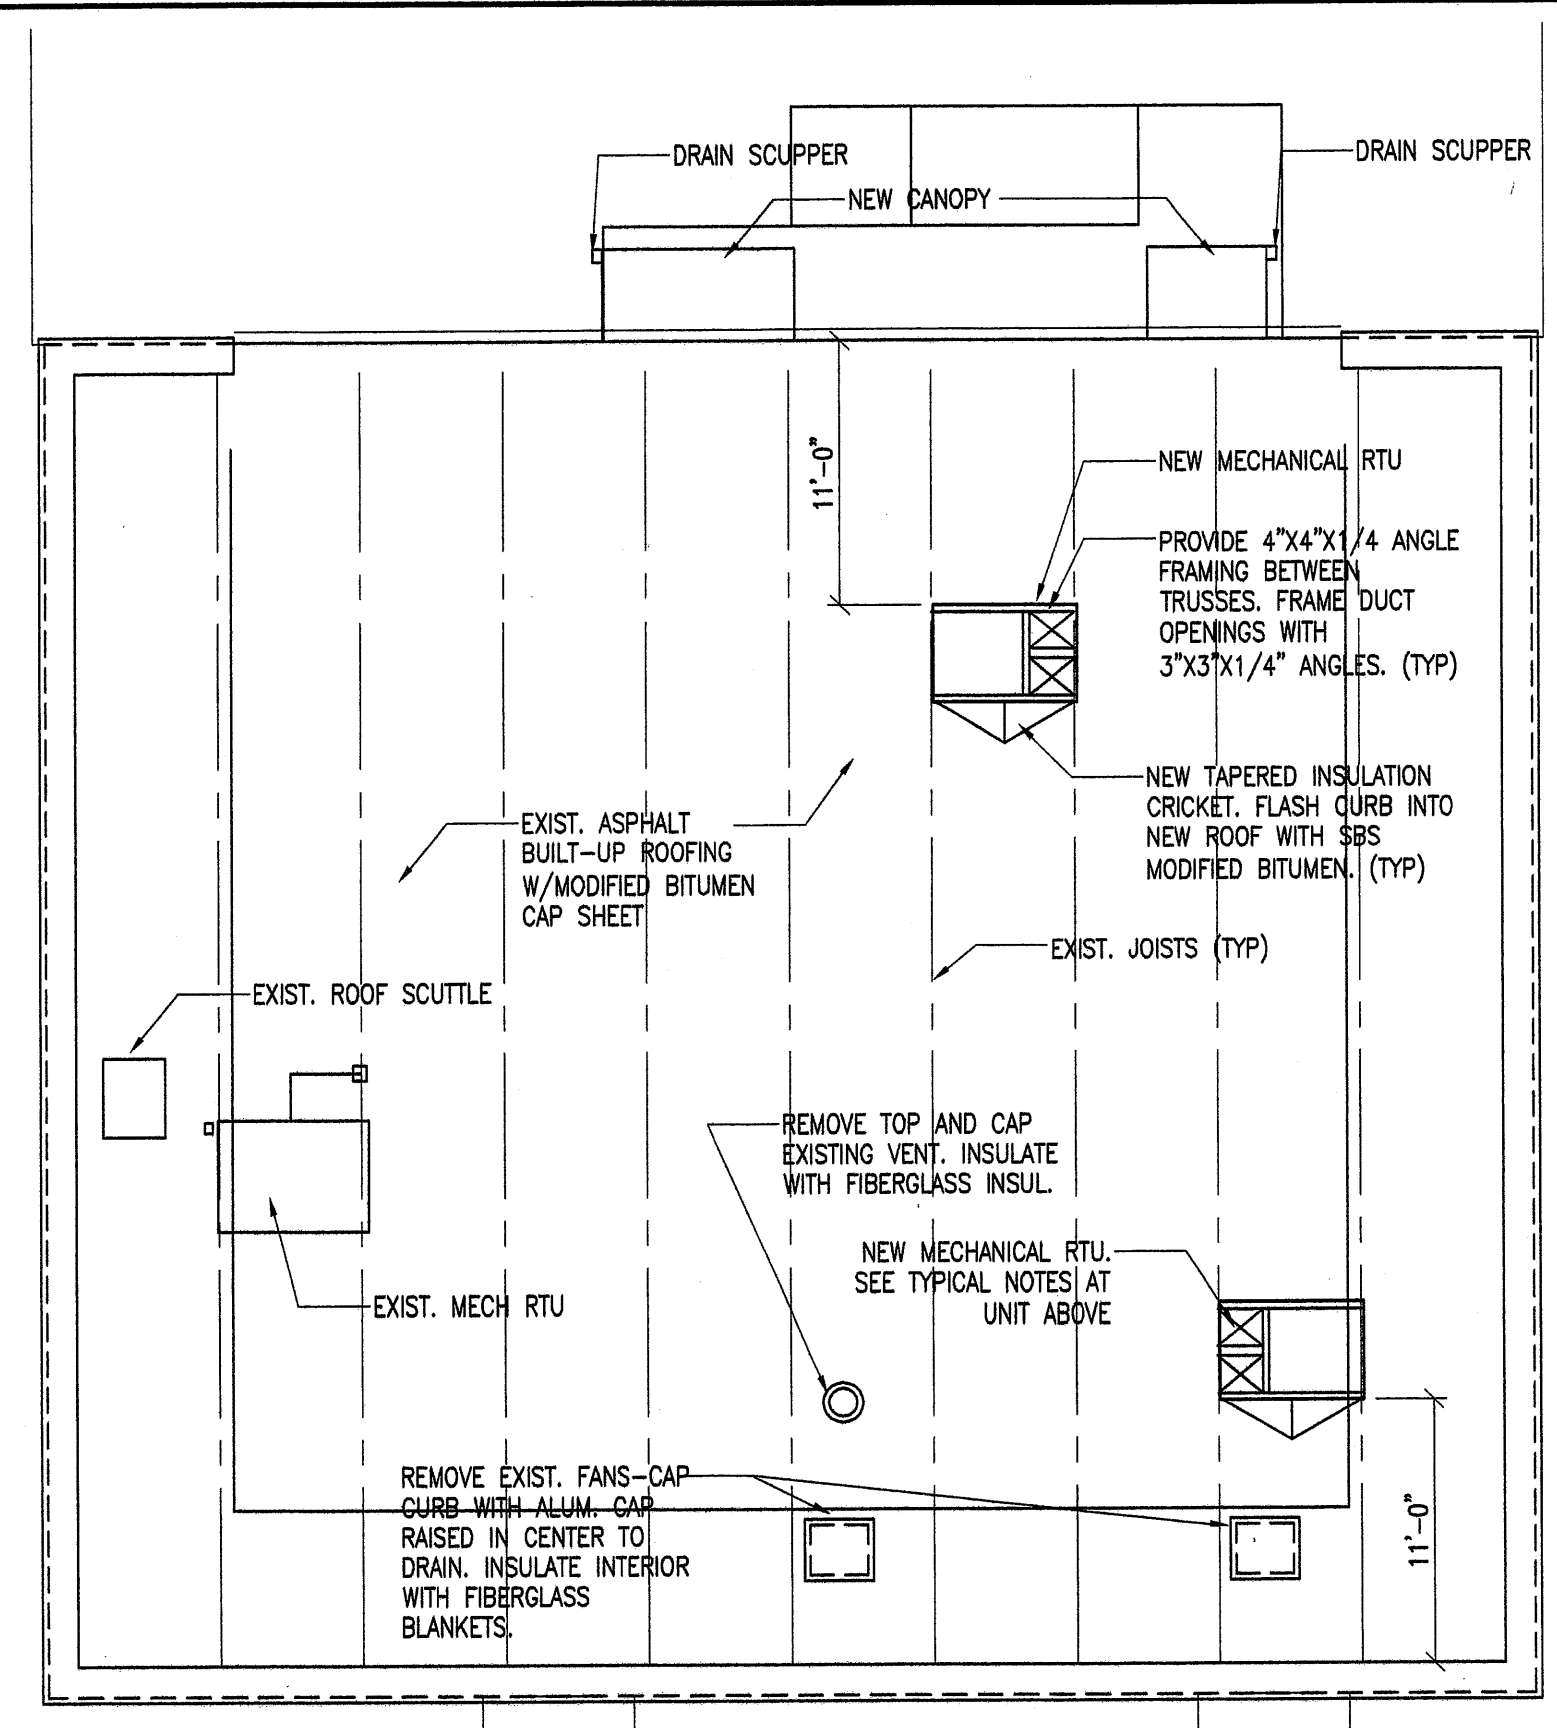 DRAIN SCUPPER
DRAIN SCUPPER
NEW CANOPY
11'-0"
NEW MECHANICAL RTU
PROVIDE 4"X4"X1/4 ANGLE
FRAMING BETWEEN
TRUSSES. FRAME DUCT
OPENINGS WITH
3"X3"X1/4" ANGLES. (TYP)
NEW TAPERED INSULATION
CRICKET. FLASH CURB INTO
NEW ROOF WITH SBS
MODIFIED BITUMEN. (TYP)
EXIST. ASPHALT
BUILT-UP ROOFING
W/MODIFIED BITUMEN
CAP SHEET
EXIST. JOISTS (TYP)
EXIST. ROOF SCUTTLE
REMOVE TOP AND CAP
EXISTING VENT. INSULATE
WITH FIBERGLASS INSUL.
NEW MECHANICAL RTU.
SEE TYPICAL NOTES AT
UNIT ABOVE
EXIST. MECH RTU
REMOVE EXIST. FANS-CAP
CURB WITH ALUM. CAP
RAISED IN CENTER TO
DRAIN. INSULATE INTERIOR
WITH FIBERGLASS
BLANKETS.
11'-0"